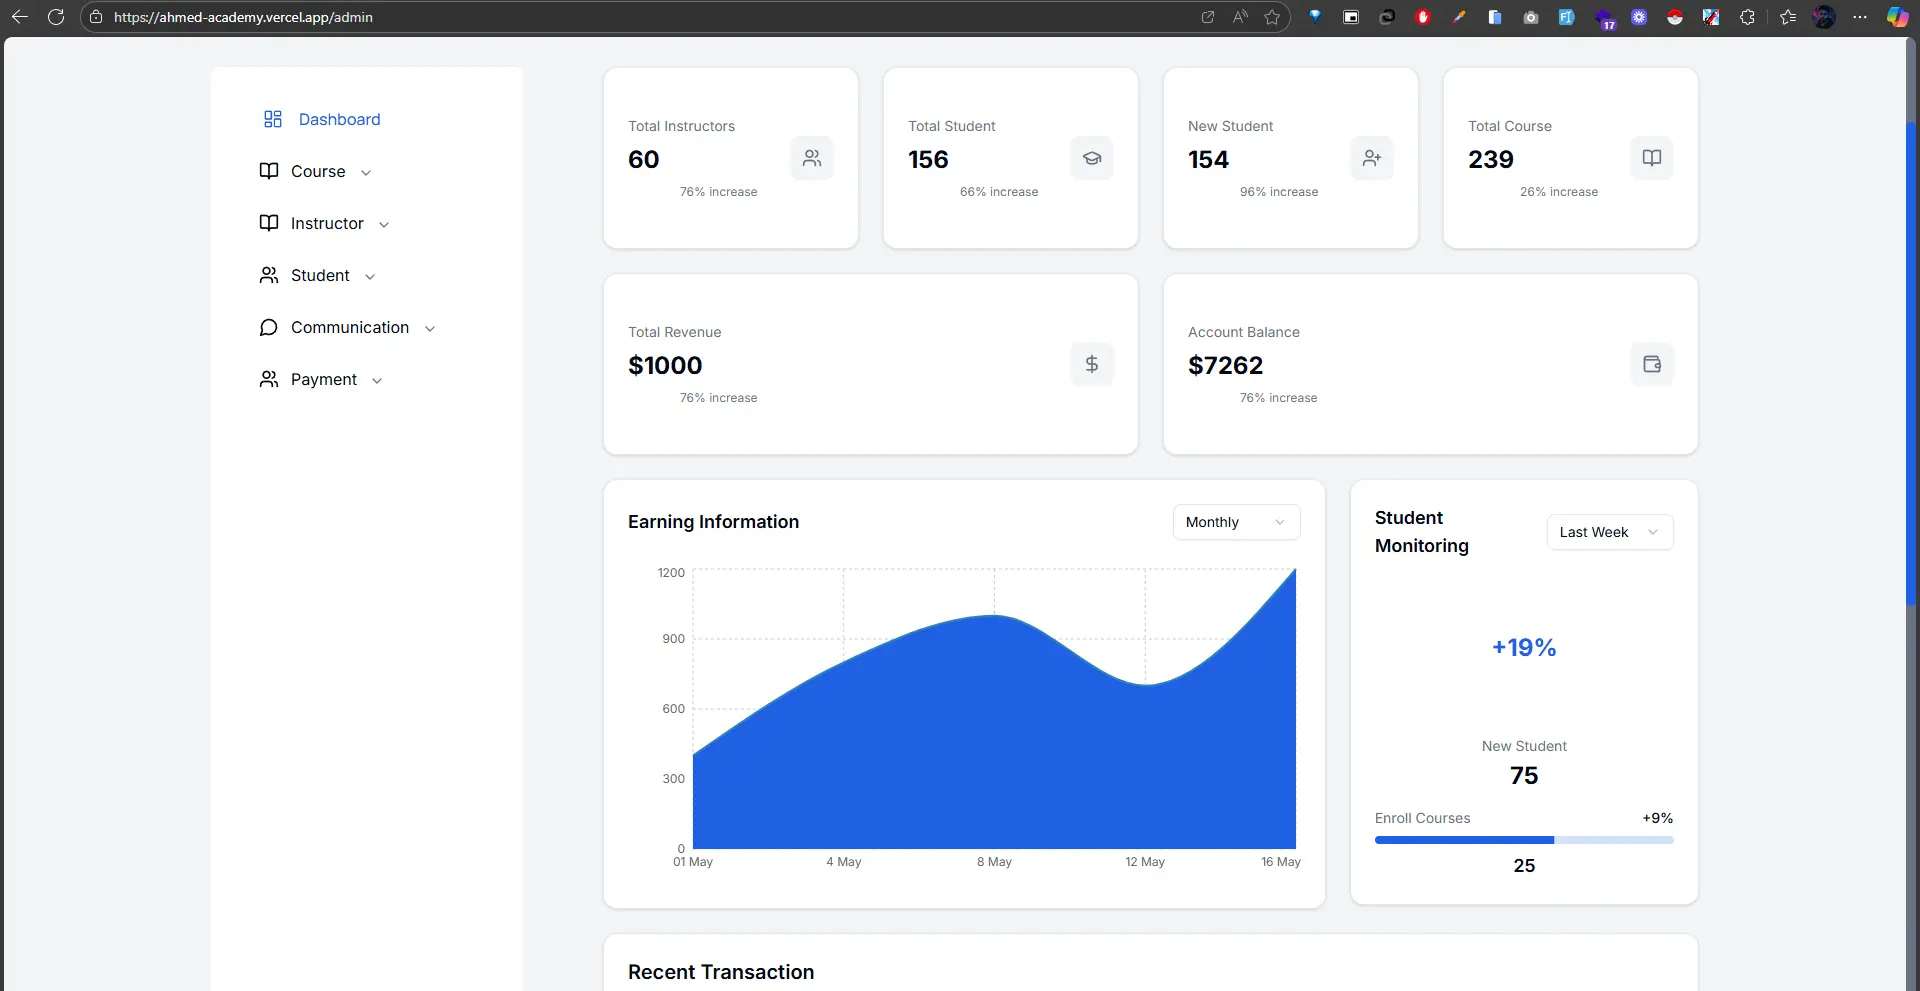 https://ahmed-academy.vercel.app/admin
17
Dashboard
Course
Instructor
Student
Communication
Payment
Total Instructors
60
76% increase
Total Student
156
66% increase
New Student
154
96% increase
Total Course
239
26% increase
Total Revenue
$1000
76% increase
Account Balance
$7262
76% increase
Earning Information
Monthly
1200
900
600
300
0
01 May
4 May
8 May
12 May
16 May
Student
Monitoring
Last Week
+19%
New Student
75
Enroll Courses
+9%
25
Recent Transaction